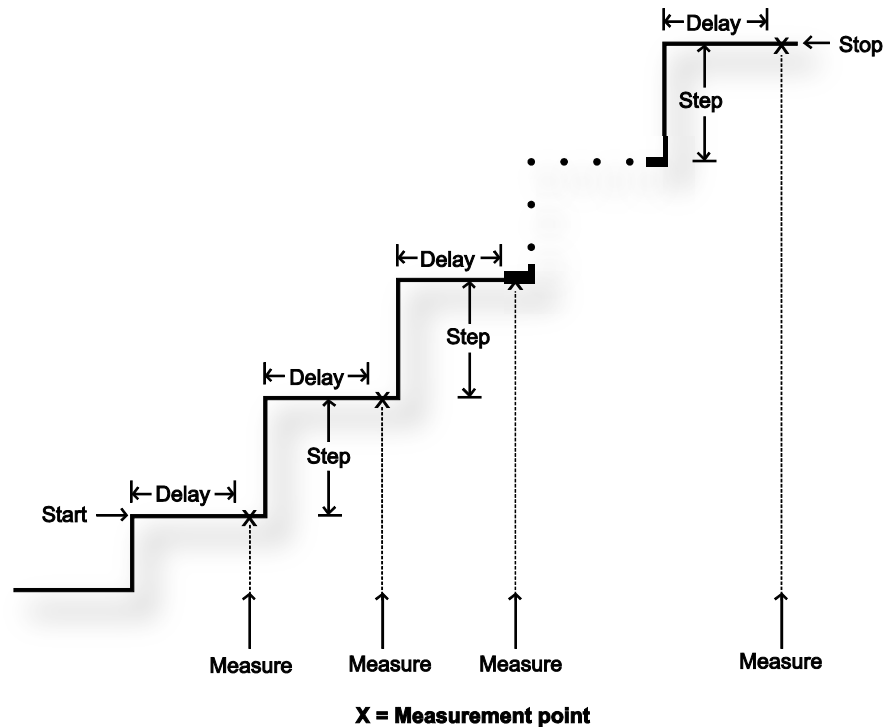 Delay
X
Stop
Step
Delay
X
Step
Delay
X
Step
Delay
Start
X
Measure
Measure
Measure
Measure
X = Measurement point